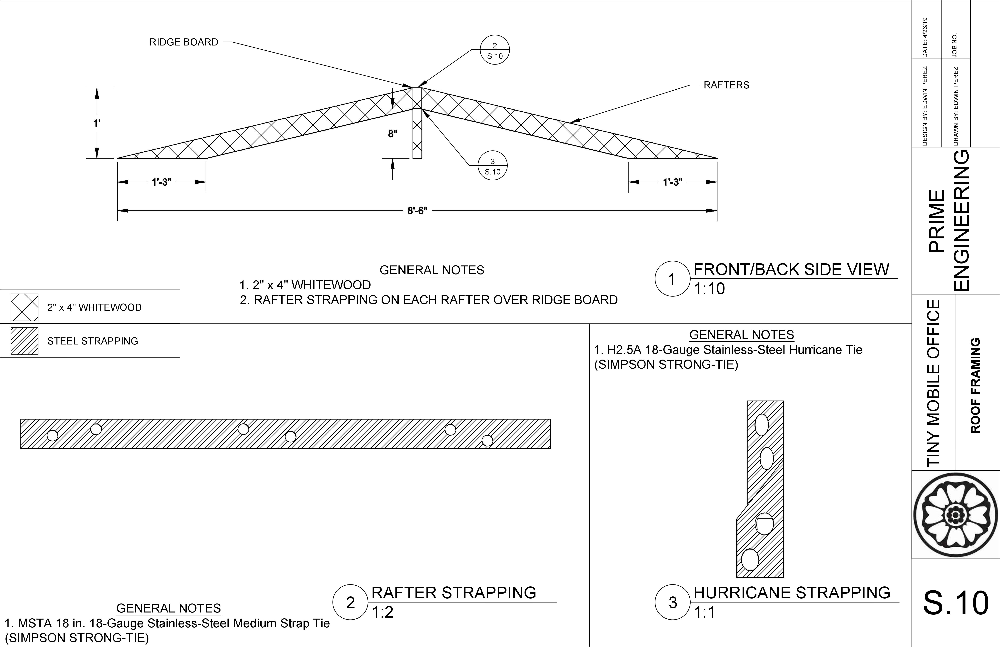 RIDGE BOARD
2
S.10
RAFTERS
1'
8"
3
S.10
1'-3"
1'-3"
8'-6"
GENERAL NOTES
1. 2" x 4" WHITEWOOD
2. RAFTER STRAPPING ON EACH RAFTER OVER RIDGE BOARD
1
FRONT/BACK SIDE VIEW
1:10
2" x 4" WHITEWOOD
STEEL STRAPPING
GENERAL NOTES
1. MSTA 18 in. 18-Gauge Stainless-Steel Medium Strap Tie
(SIMPSON STRONG-TIE)
2
RAFTER STRAPPING
1:2
GENERAL NOTES
1. H2.5A 18-Gauge Stainless-Steel Hurricane Tie
(SIMPSON STRONG-TIE)
3
HURRICANE STRAPPING
1:1
DATE: 4/26/19
JOB NO.
DESIGN BY: EDWIN PEREZ
DRAWN BY: EDWIN PEREZ
PRIME
ENGINEERING
TINY MOBILE OFFICE
ROOF FRAMING
S.10